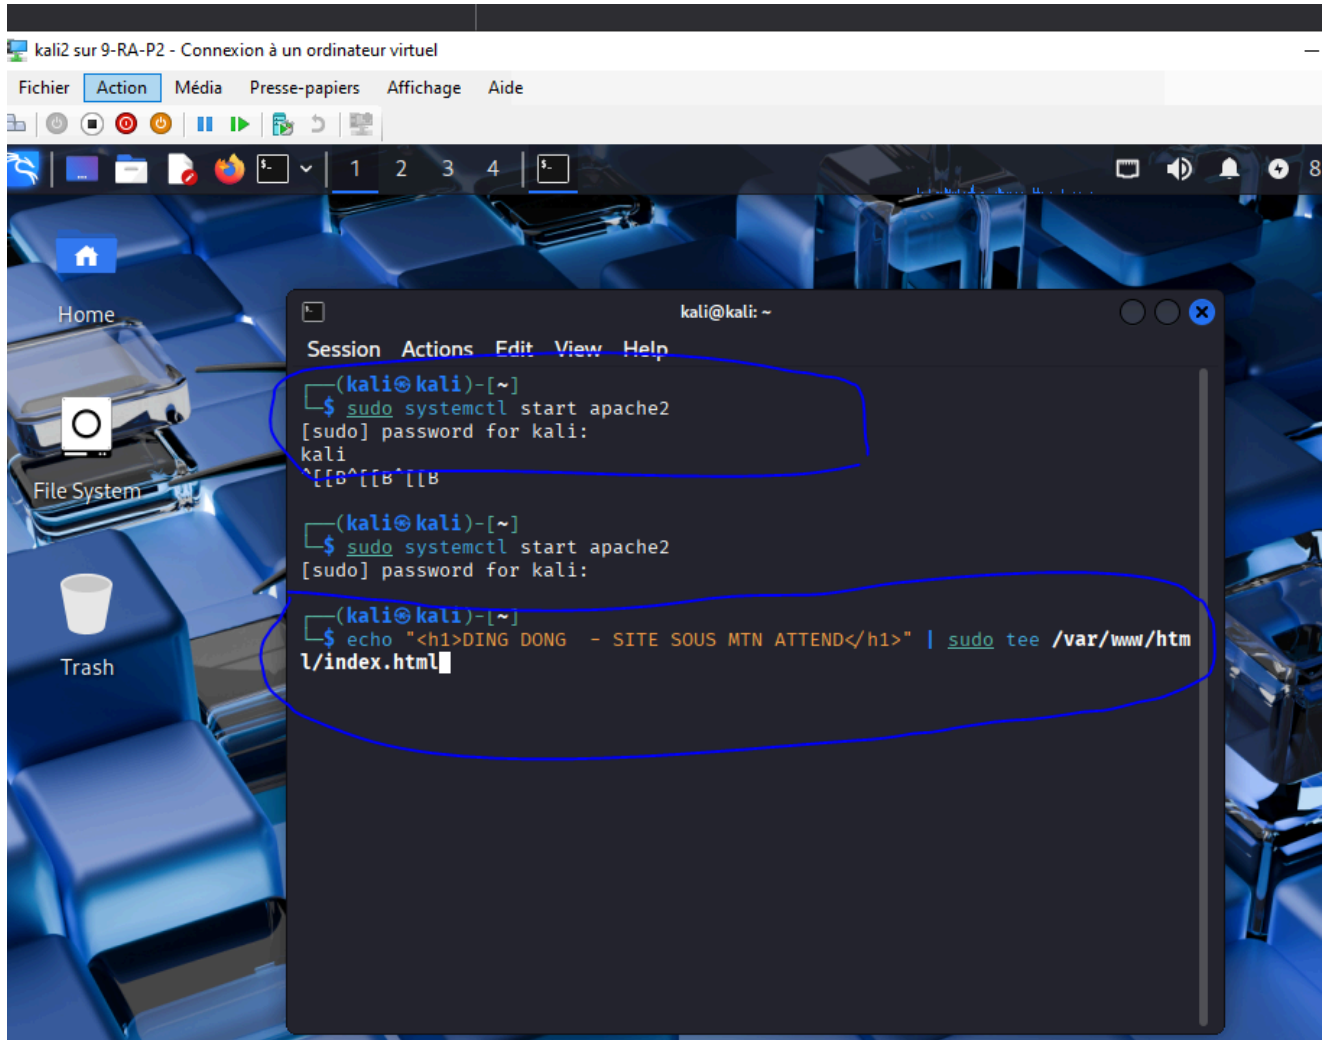 kali2 sur 9-RA-P2 - Connexion à un ordinateur virtuel
Fichier Action Média Presse-papiers Affichage Aide
1 2 3 4 8
Home
File System
Trash
kali@kali: ~
Session Actions Edit View Help
┌──(kali㉿kali)-[~]
└─$ sudo systemctl start apache2
[sudo] password for kali:
kali
^[[B^[[B^[[B
┌──(kali㉿kali)-[~]
└─$ sudo systemctl start apache2
[sudo] password for kali:
┌──(kali㉿kali)-[~]
└─$ echo "<h1>DING DONG  - SITE SOUS MTN ATTEND</h1>" | sudo tee /var/www/htm
l/index.html